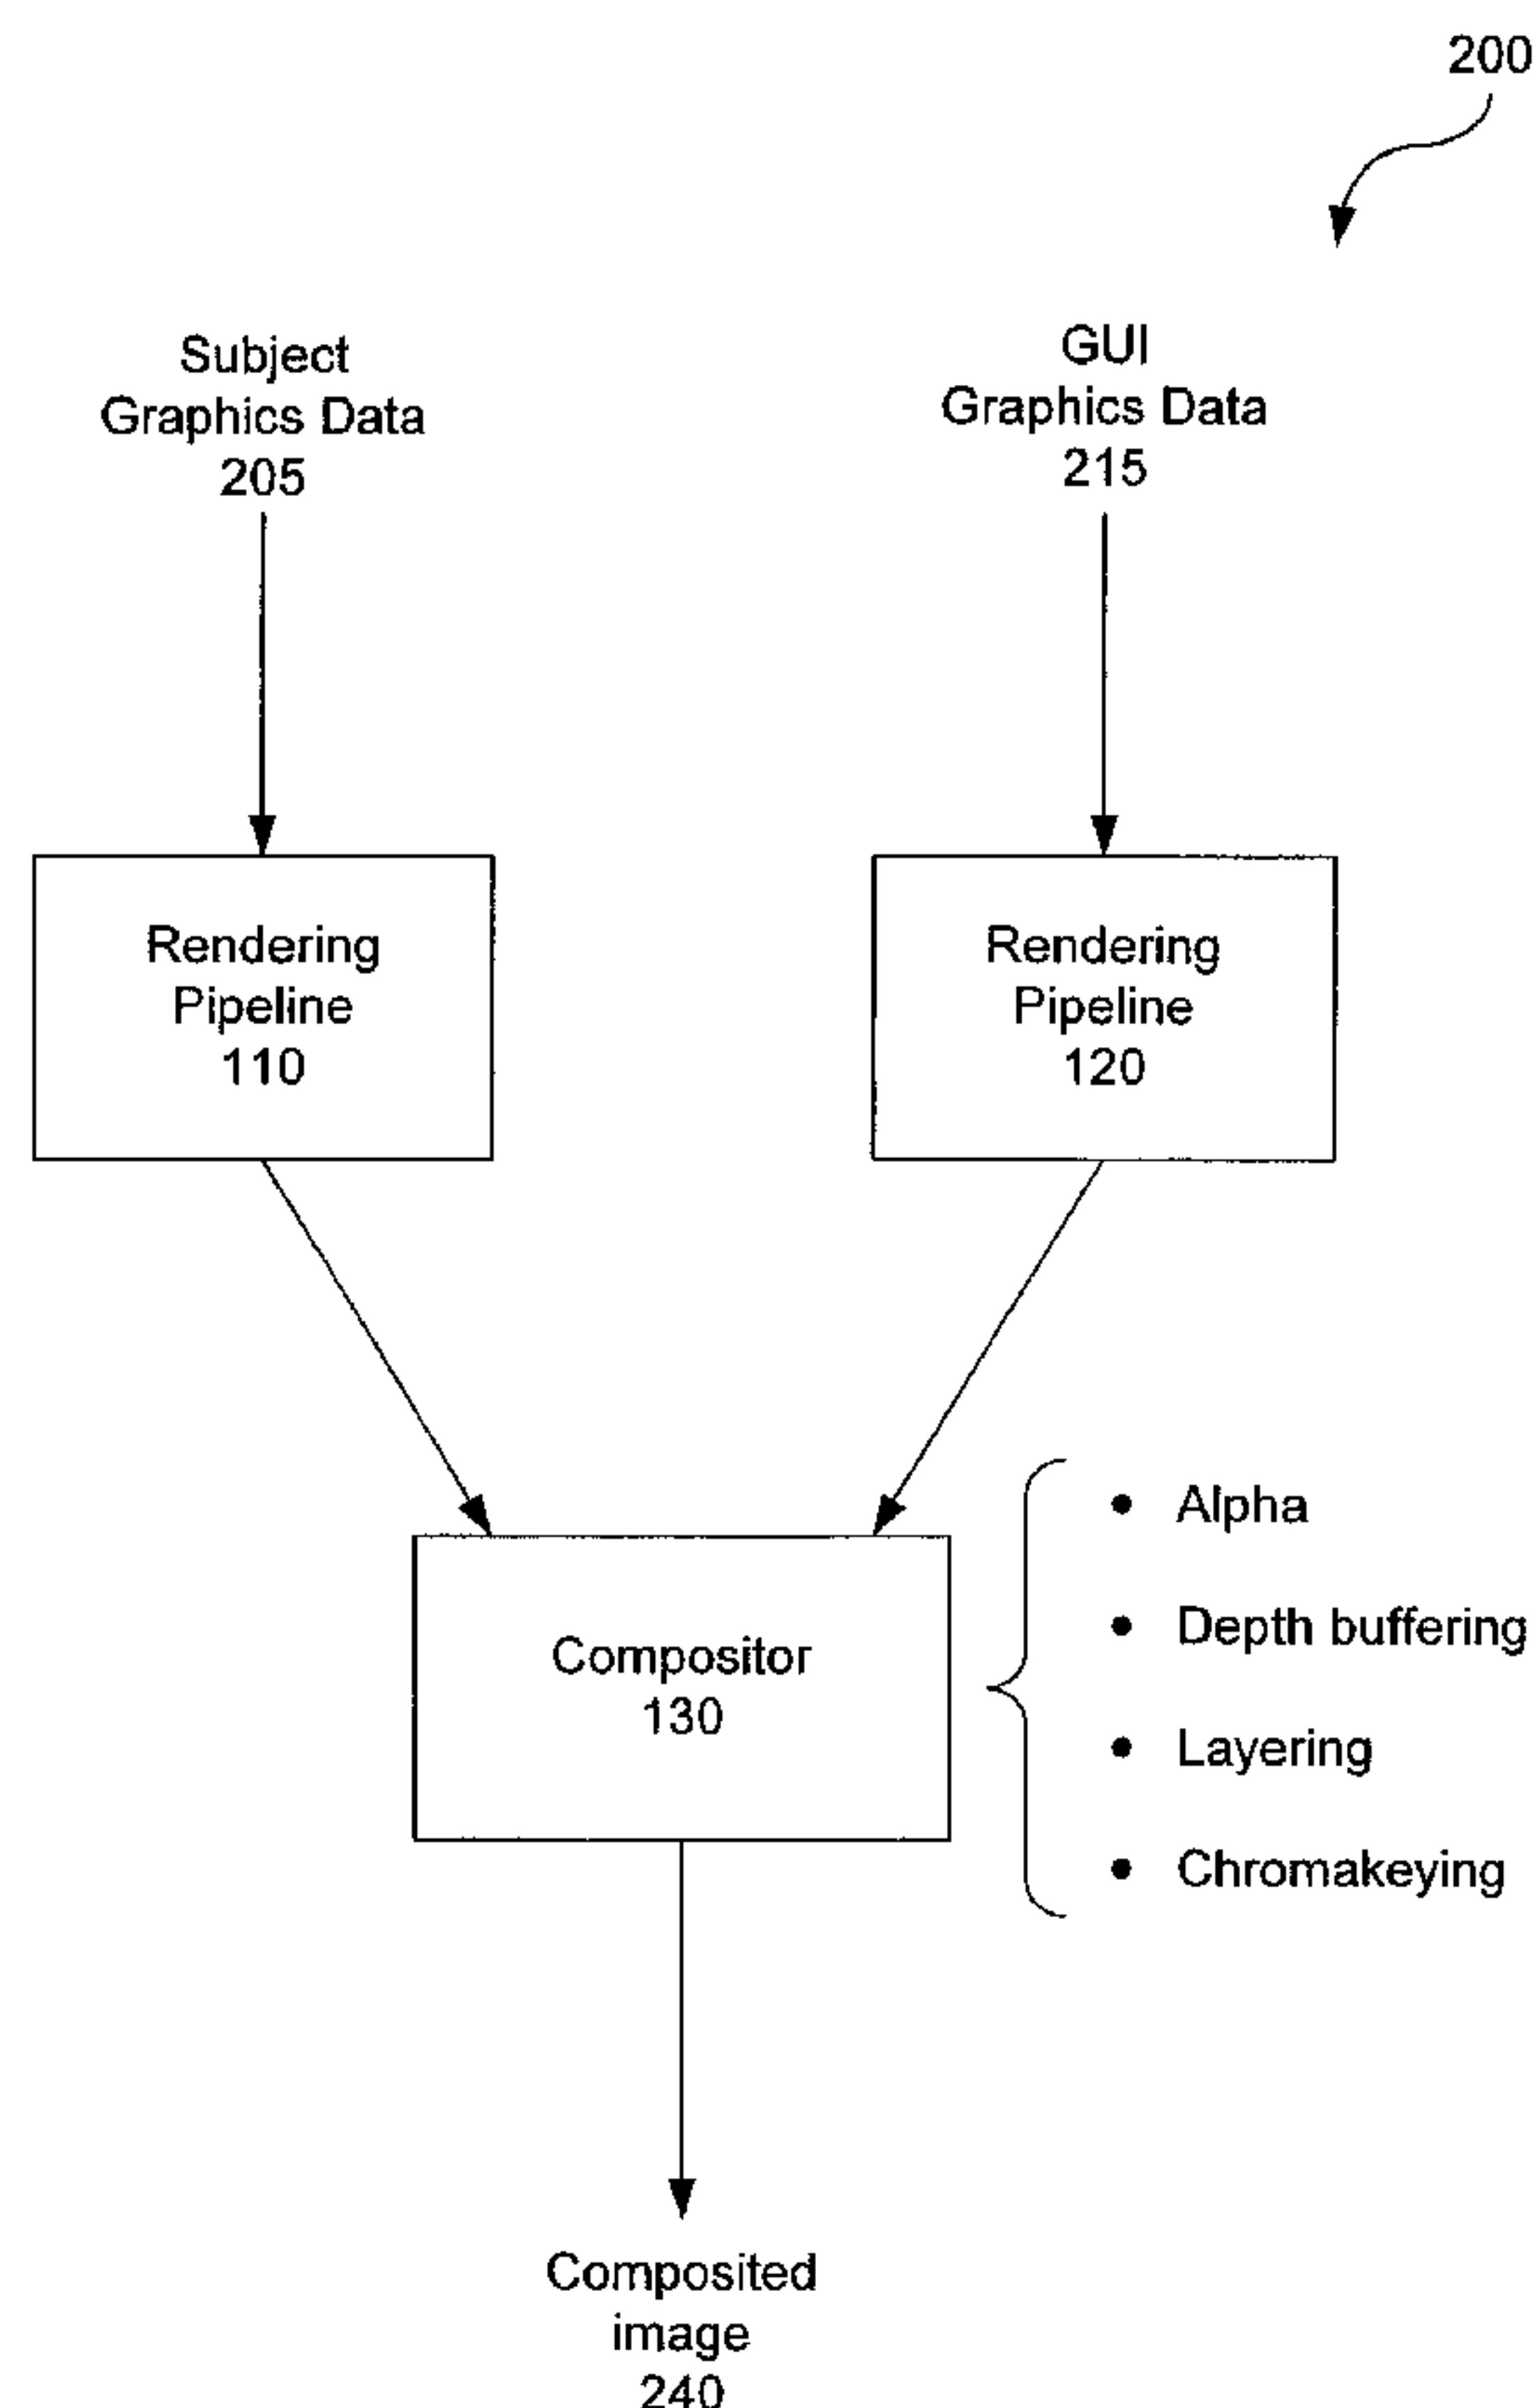 200
Subject
Graphics Data
205
GUI
Graphics Data
215
Rendering
Pipeline
110
Rendering
Pipeline
120
Compositor
130
• Alpha
• Depth buffering
• Layering
• Chromakeying
Composited
image
240